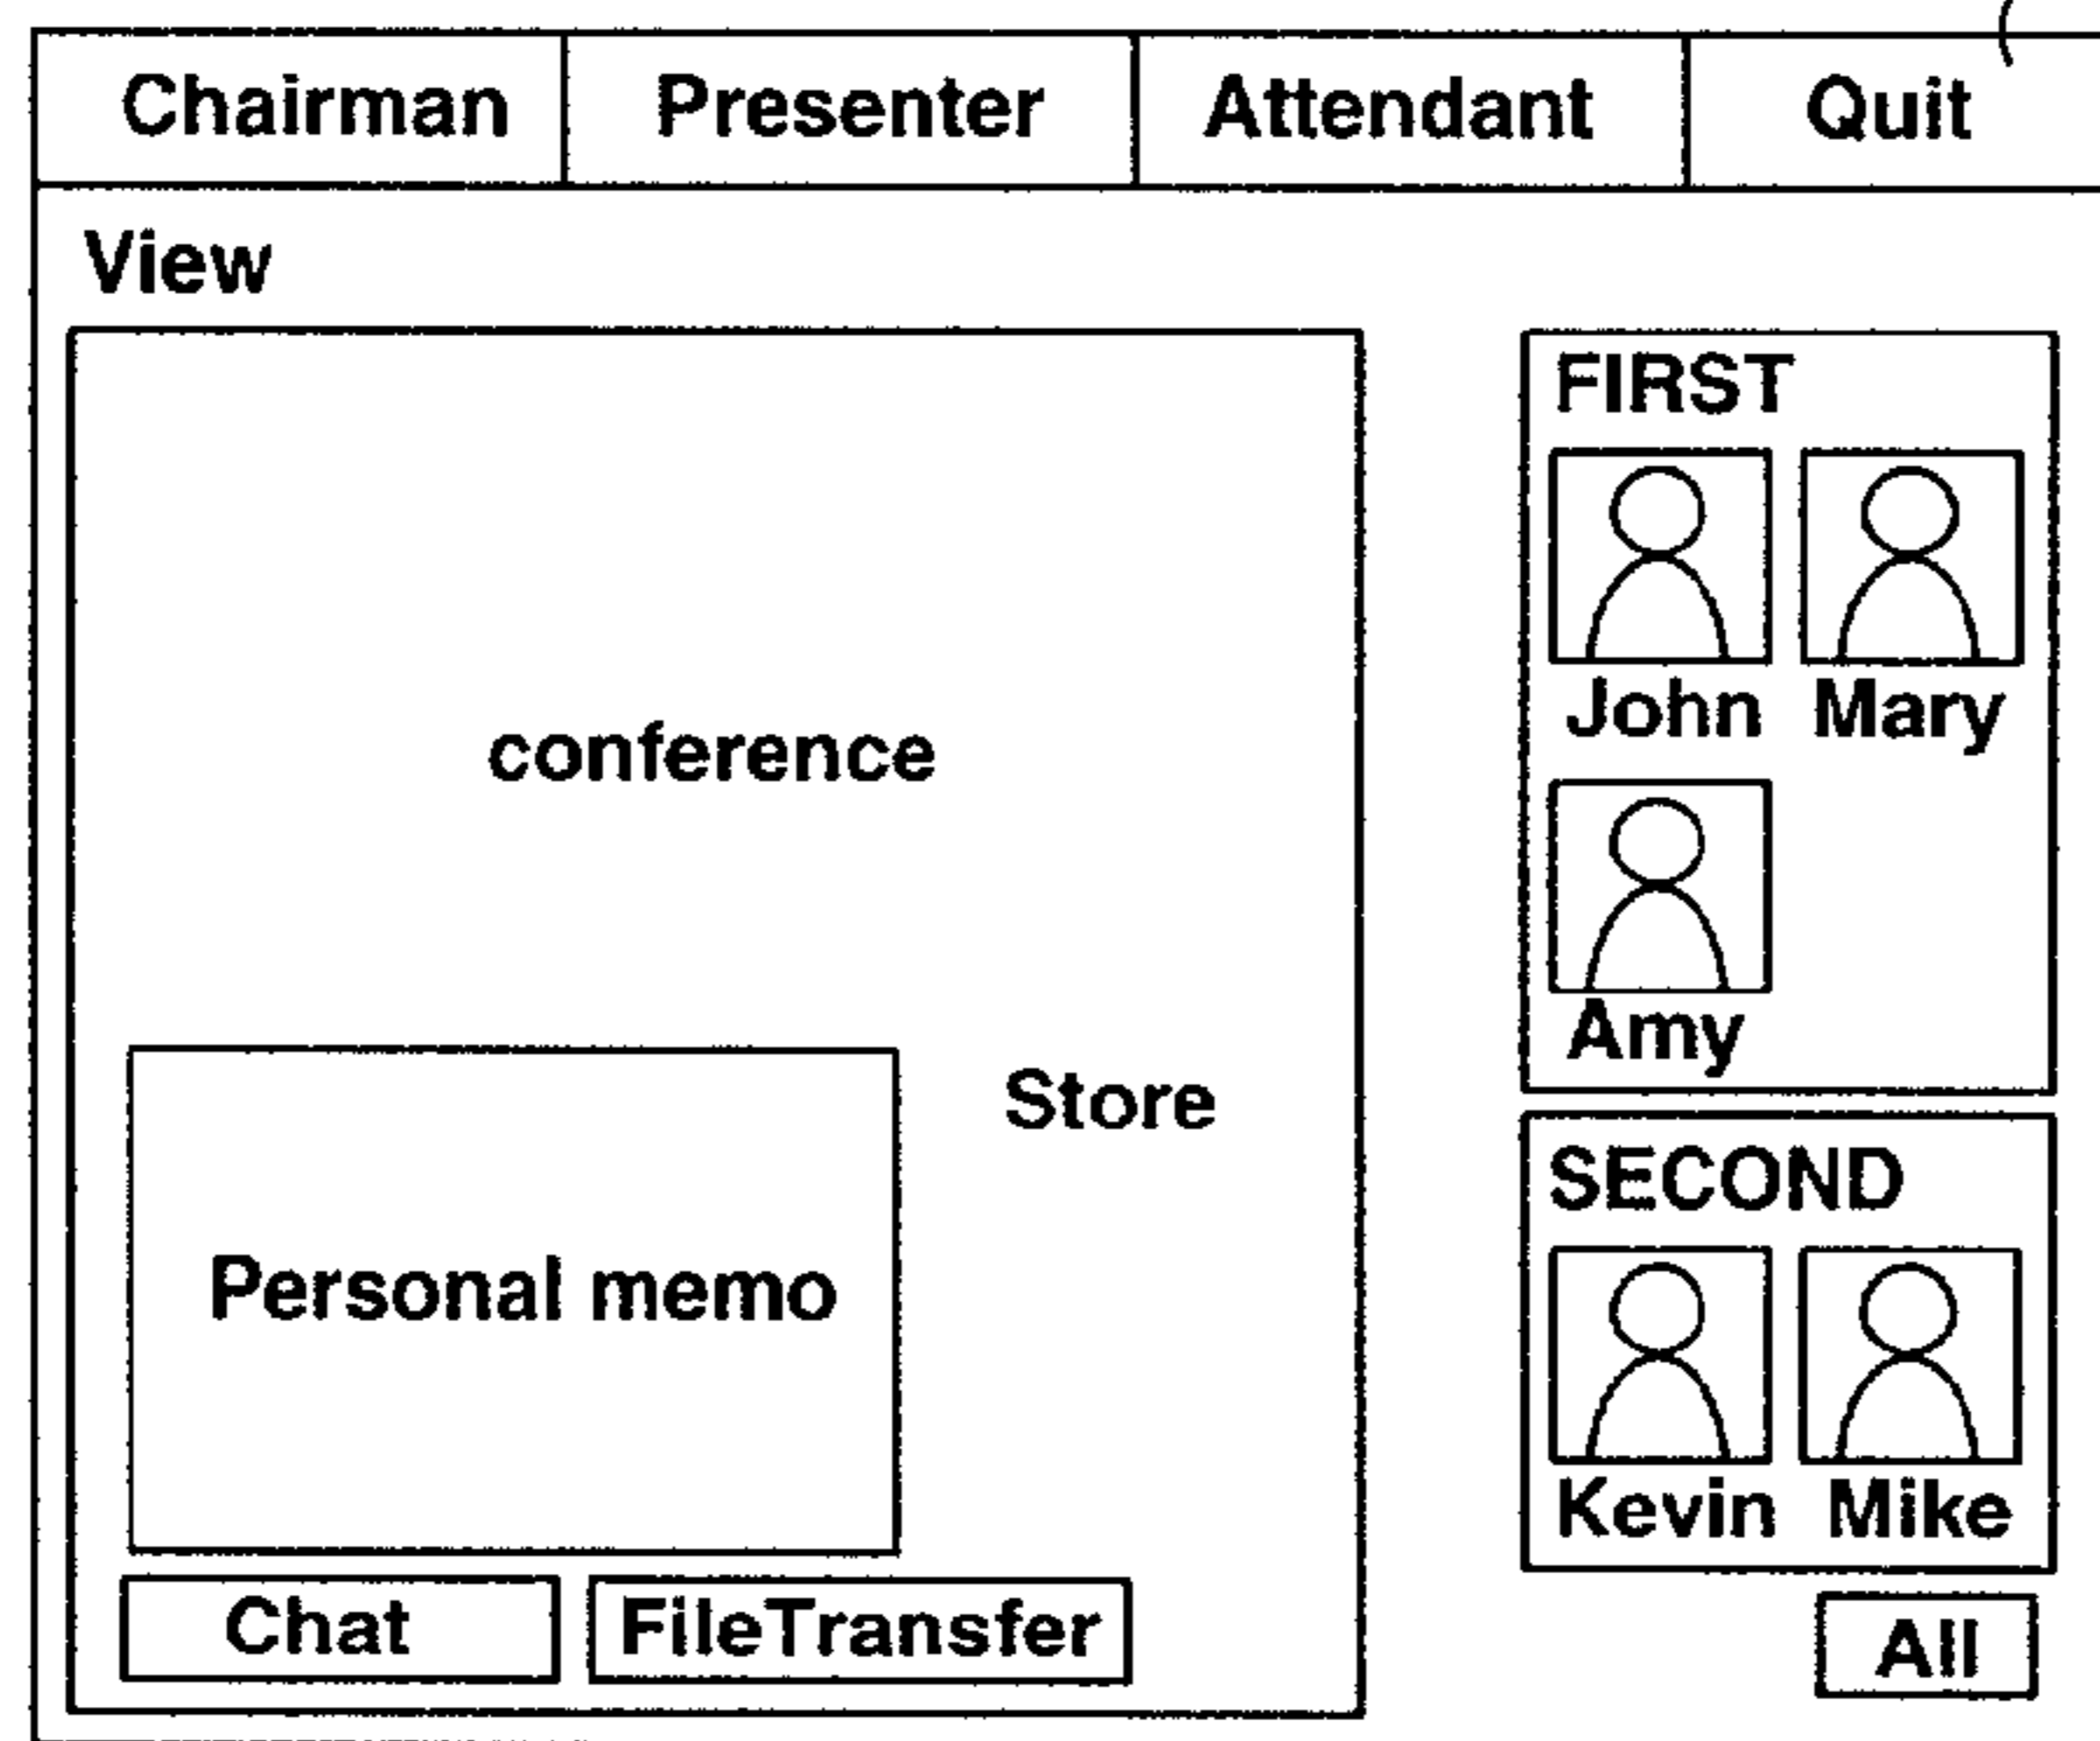 Chairman Presenter Attendant Quit
View
conference
Store
Personal memo
Chat FileTransfer
FIRST
John Mary
Amy
SECOND
Kevin Mike
All